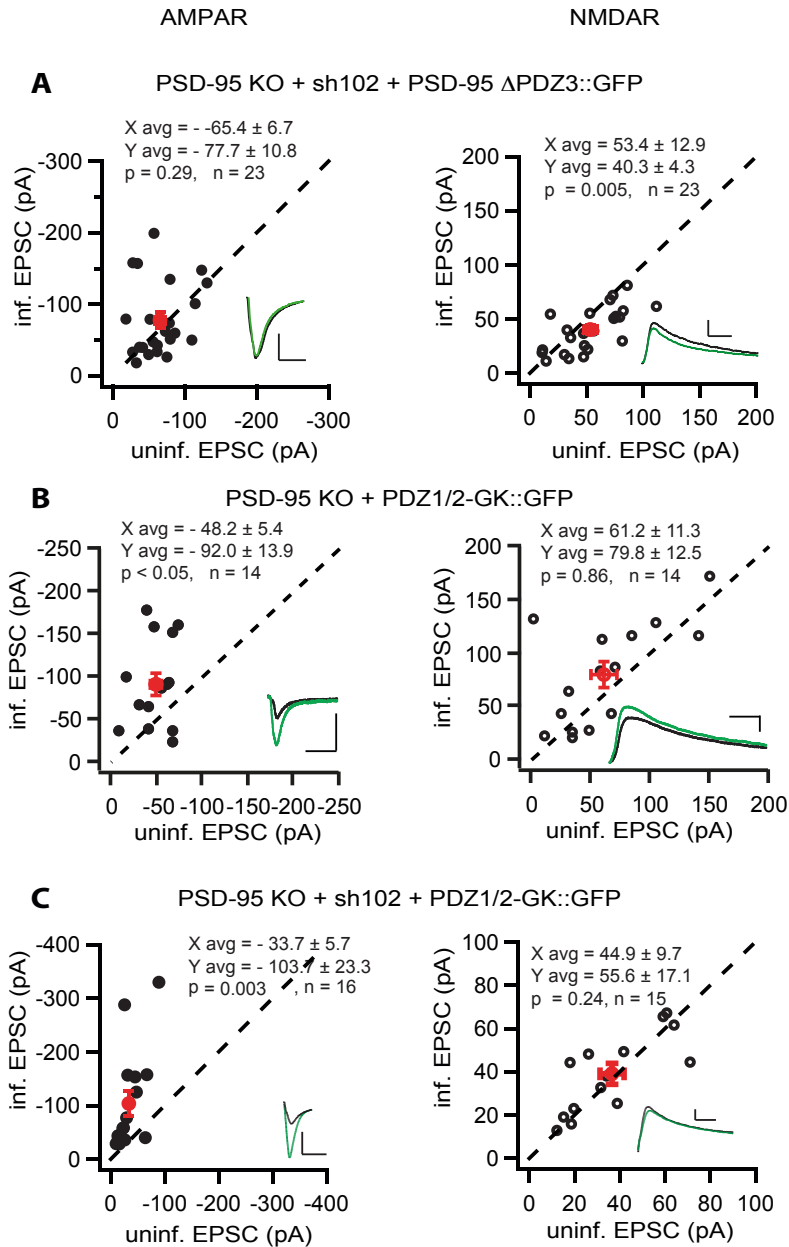 AMPAR NMDAR
A PSD-95 KO + sh102 + PSD-95 ΔPDZ3::GFP
X avg = - -65.4 ± 6.7
Y avg = - 77.7 ± 10.8
p = 0.29, n = 23
-300
-200
-100
0
inf. EPSC (pA)
0 -100 -200 -300
uninf. EPSC (pA)
X avg = 53.4 ± 12.9
Y avg = 40.3 ± 4.3
p = 0.005, n = 23
200
150
100
50
0
inf. EPSC (pA)
0 50 100 150 200
uninf. EPSC (pA)
B PSD-95 KO + PDZ1/2-GK::GFP
X avg = - 48.2 ± 5.4
Y avg = - 92.0 ± 13.9
p < 0.05, n = 14
-250
-200
-150
-100
-50
0
inf. EPSC (pA)
0 -50 -100 -150 -200 -250
uninf. EPSC (pA)
X avg = 61.2 ± 11.3
Y avg = 79.8 ± 12.5
p = 0.86, n = 14
200
150
100
50
0
inf. EPSC (pA)
0 50 100 150 200
uninf. EPSC (pA)
C PSD-95 KO + sh102 + PDZ1/2-GK::GFP
X avg = - 33.7 ± 5.7
Y avg = - 103.7 ± 23.3
p = 0.003 , n = 16
-400
-300
-200
-100
0
inf. EPSC (pA)
0 -100 -200 -300 -400
uninf. EPSC (pA)
X avg = 44.9 ± 9.7
Y avg = 55.6 ± 17.1
p = 0.24, n = 15
100
80
60
40
20
0
inf. EPSC (pA)
0 20 40 60 80 100
uninf. EPSC (pA)